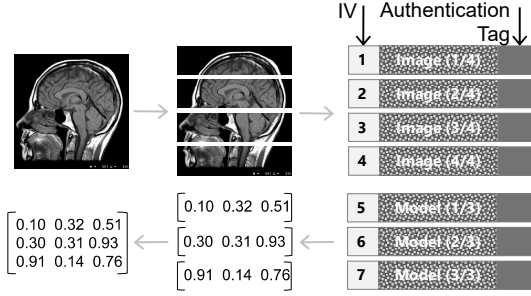 IV Authentication
Tag
1 Image (1/4)
2 Image (2/4)
3 Image (3/4)
4 Image (4/4)
5 Model (1/3)
6 Model (2/3)
7 Model (3/3)
0.10 0.32 0.51
0.30 0.31 0.93
0.91 0.14 0.76
0.10 0.32 0.51
0.30 0.31 0.93
0.91 0.14 0.76